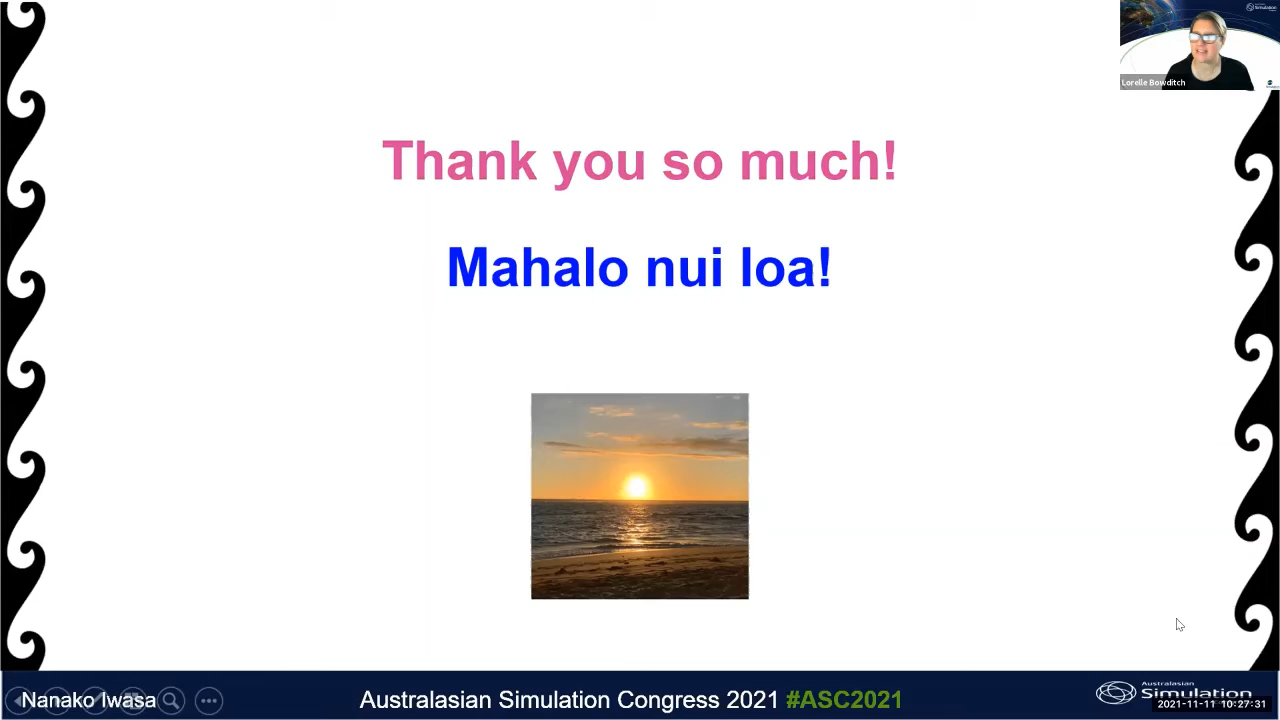 Simulation
Lorelle Bowditch
Thank you so much!
Mahalo nui loa!
Nanako Iwasa
Australasian Simulation Congress 2021 #ASC2021
Australasian
Simulation
2021-11-11 10:27:31